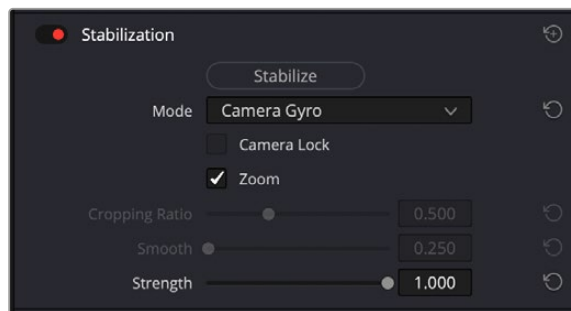 Stabilization
Stabilize
Mode Camera Gyro
Camera Lock
Zoom
Cropping Ratio 0.500
Smooth 0.250
Strength 1.000